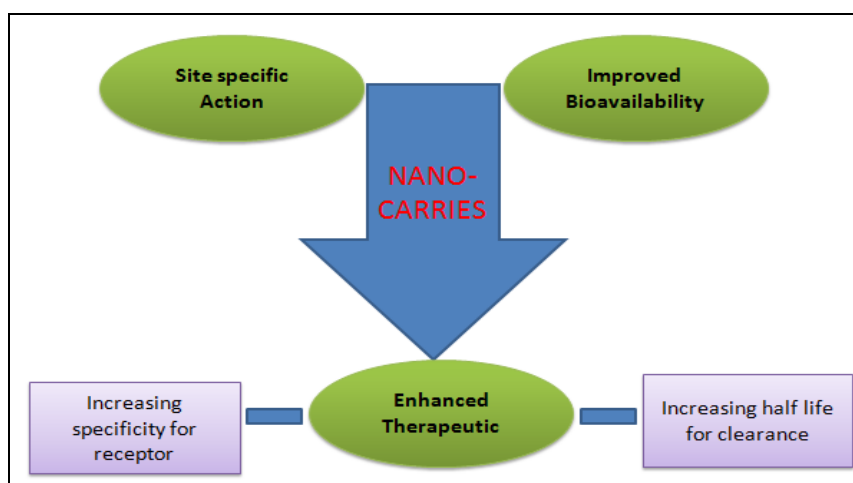 Site specific
Action
Improved
Bioavailability
NANO-
CARRIES
Increasing
specificity for
receptor
Enhanced
Therapeutic
Increasing half life
for clearance